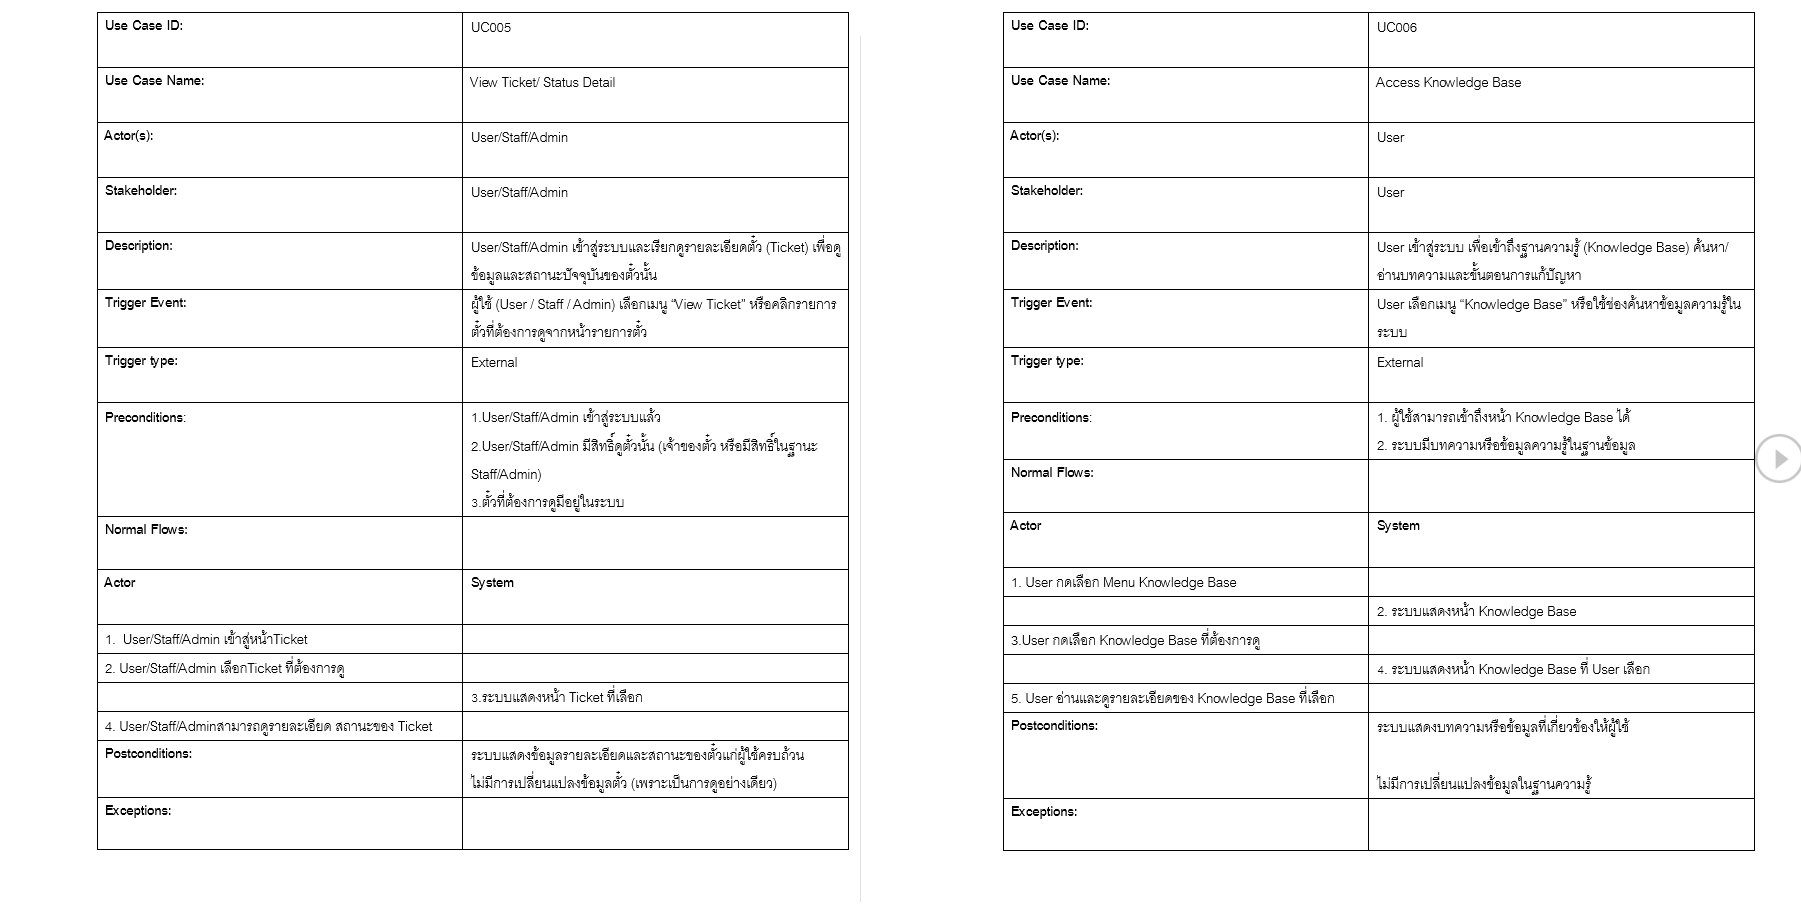 Use Case ID:
UC005
Use Case Name:
View Ticket/ Status Detail
Actor(s):
User/Staff/Admin
Stakeholder:
User/Staff/Admin
Description:
User/Staff/Admin เข้าสู่ระบบและเรียกดูรายละเอียดตั๋ว (Ticket) เพื่อดู
ข้อมูลและสถานะปัจจุบันของตั๋วนั้น
Trigger Event:
ผู้ใช้ (User / Staff / Admin) เลือกเมนู “View Ticket” หรือคลิกรายการ
ตั๋วที่ต้องการดูจากหน้ารายการตั๋ว
Trigger type:
External
Preconditions:
1.User/Staff/Admin เข้าสู่ระบบแล้ว
2.User/Staff/Admin มีสิทธิ์ดูตั๋วนั้น (เจ้าของตั๋ว หรือมีสิทธิ์ในฐานะ
Staff/Admin)
3.ตั๋วที่ต้องการดูมีอยู่ในระบบ
Normal Flows:
Actor
System
1. User/Staff/Admin เข้าสู่หน้าTicket
2. User/Staff/Admin เลือกTicket ที่ต้องการดู
3.ระบบแสดงหน้า Ticket ที่เลือก
4. User/Staff/Adminสามารถดูรายละเอียด สถานะของ Ticket
Postconditions:
ระบบแสดงข้อมูลรายละเอียดและสถานะของตั๋วแก่ผู้ใช้ครบถ้วน
ไม่มีการเปลี่ยนแปลงข้อมูลตั๋ว (เพราะเป็นการดูอย่างเดียว)
Exceptions:
Use Case ID:
UC006
Use Case Name:
Access Knowledge Base
Actor(s):
User
Stakeholder:
User
Description:
User เข้าสู่ระบบ เพื่อเข้าถึงฐานความรู้ (Knowledge Base) ค้นหา/
อ่านบทความและขั้นตอนการแก้ปัญหา
Trigger Event:
User เลือกเมนู “Knowledge Base” หรือใช้ช่องค้นหาข้อมูลความรู้ใน
ระบบ
Trigger type:
External
Preconditions:
1. ผู้ใช้สามารถเข้าถึงหน้า Knowledge Base ได้
2. ระบบมีบทความหรือข้อมูลความรู้ในฐานข้อมูล
Normal Flows:
Actor
System
1. User กดเลือก Menu Knowledge Base
2. ระบบแสดงหน้า Knowledge Base
3.User กดเลือก Knowledge Base ที่ต้องการดู
4. ระบบแสดงหน้า Knowledge Base ที่ User เลือก
5. User อ่านและดูรายละเอียดของ Knowledge Base ที่เลือก
Postconditions:
ระบบแสดงบทความหรือข้อมูลที่เกี่ยวข้องให้ผู้ใช้
ไม่มีการเปลี่ยนแปลงข้อมูลในฐานความรู้
Exceptions: